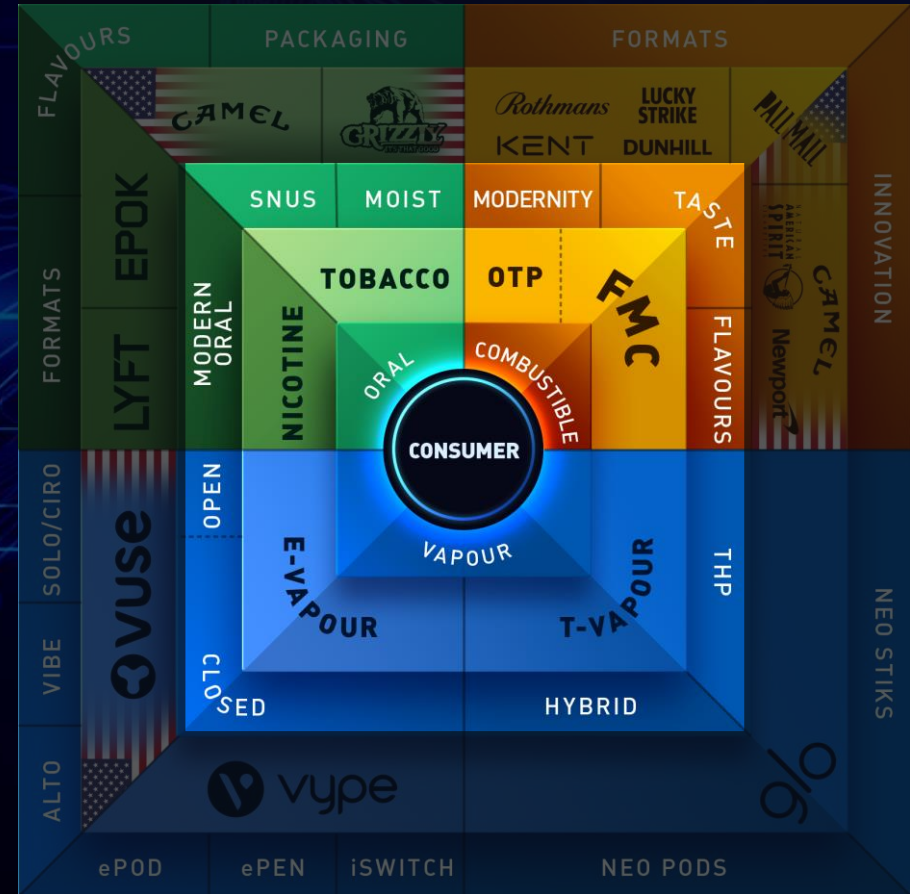 FLAVOURS
PACKAGING
FORMATS
CAMEL
GRIZZLY
Rothmans
LUCKY STRIKE
KENT
DUNHILL
PALL MALL
EPOK
SNUS
MOIST
MODERNITY
TASTE
NATURAL AMERICAN SPIRIT
CAMEL
Newport
INNOVATION
TOBACCO
OTP
FMC
FORMATS
LYFT
MODERN ORAL
NICOTINE
ORAL
COMBUSTIBLE
FLAVOURS
CONSUMER
SOLO/CIRO
VUSE
OPEN
E-VAPOUR
VAPOUR
T-VAPOUR
THP
NEO STIKS
VIBE
CLOSED
HYBRID
ALTO
vype
glo
ePOD
ePEN
iSWITCH
NEO PODS